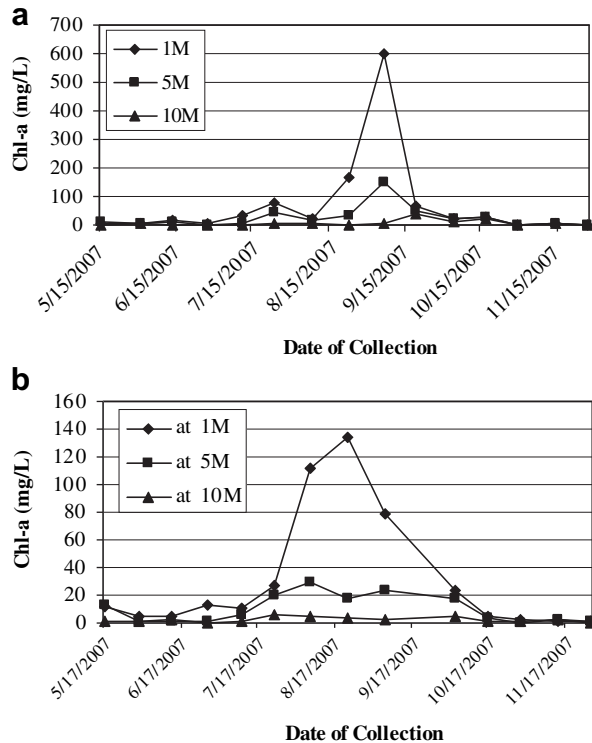 a
700
600
500
400
300
200
100
0
Chl-a (mg/L)
1M
5M
10M
5/15/2007
6/15/2007
7/15/2007
8/15/2007
9/15/2007
10/15/2007
11/15/2007
Date of Collection
b
160
140
120
100
80
60
40
20
0
Chl-a (mg/L)
at 1M
at 5M
at 10M
5/17/2007
6/17/2007
7/17/2007
8/17/2007
9/17/2007
10/17/2007
11/17/2007
Date of Collection